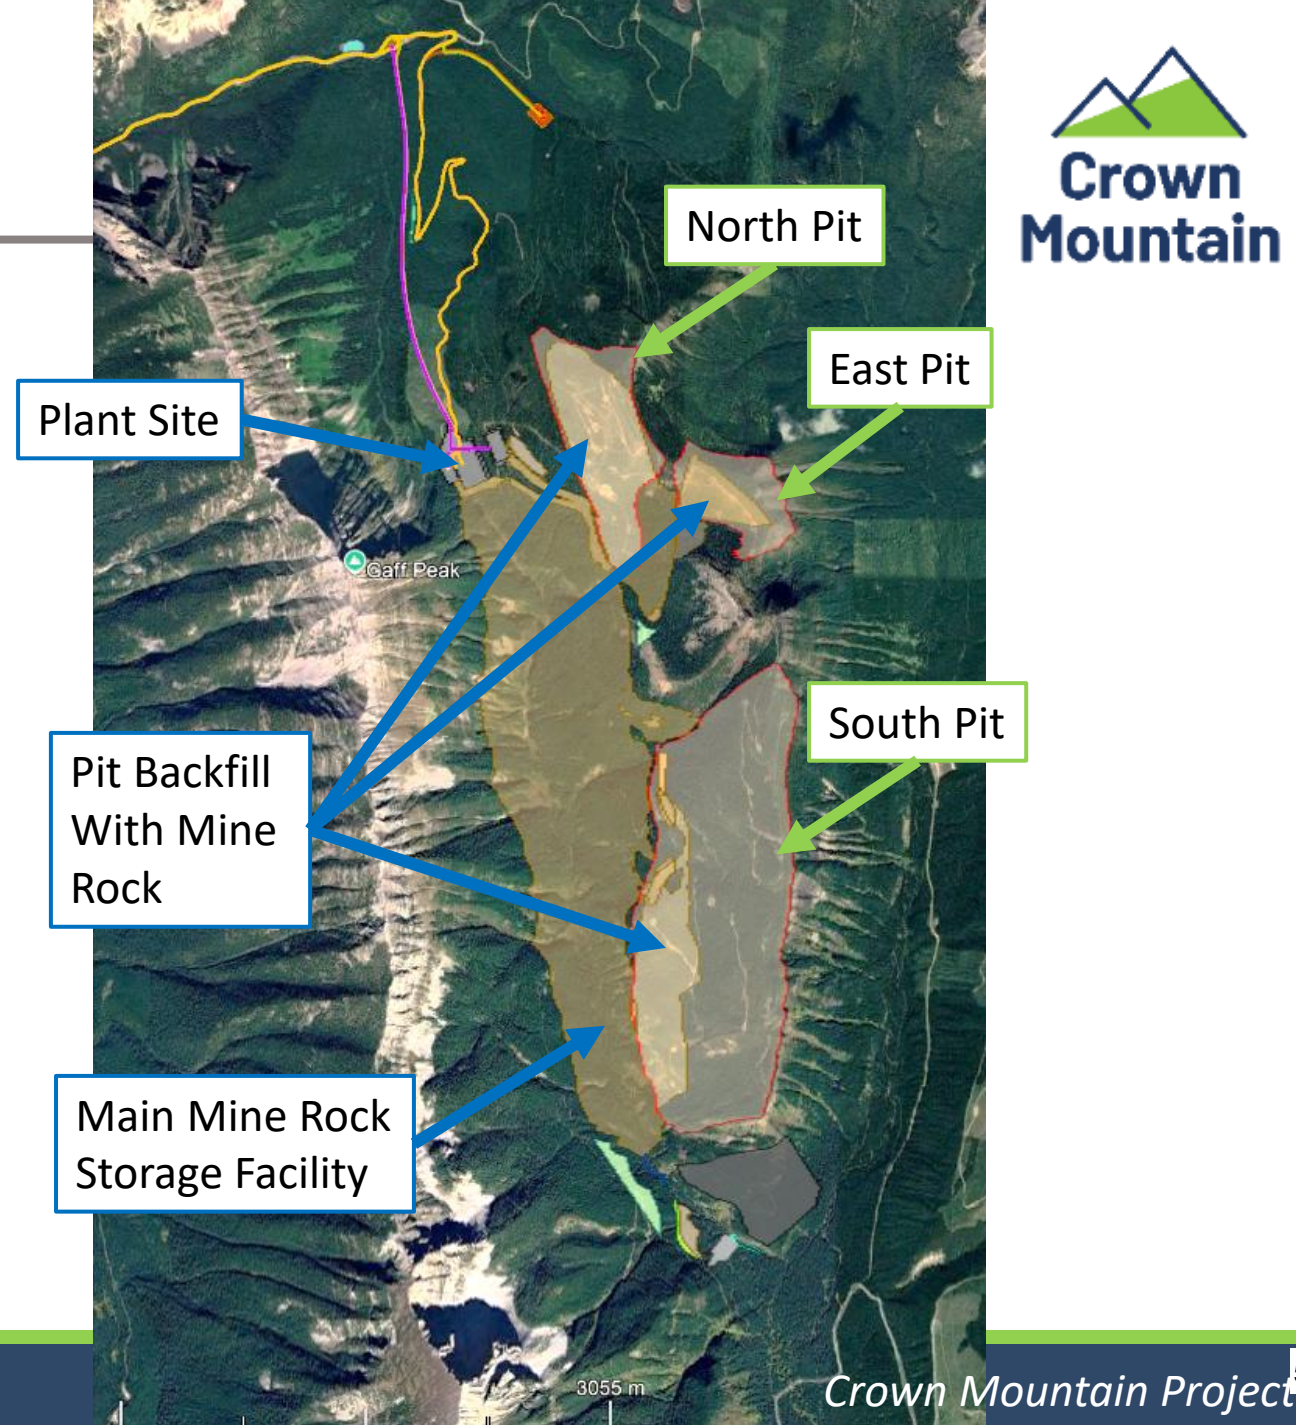 Crown
Mountain
North Pit
East Pit
Plant Site
Gaff Peak
South Pit
Pit Backfill
With Mine
Rock
Main Mine Rock
Storage Facility
3055 m
Crown Mountain Project